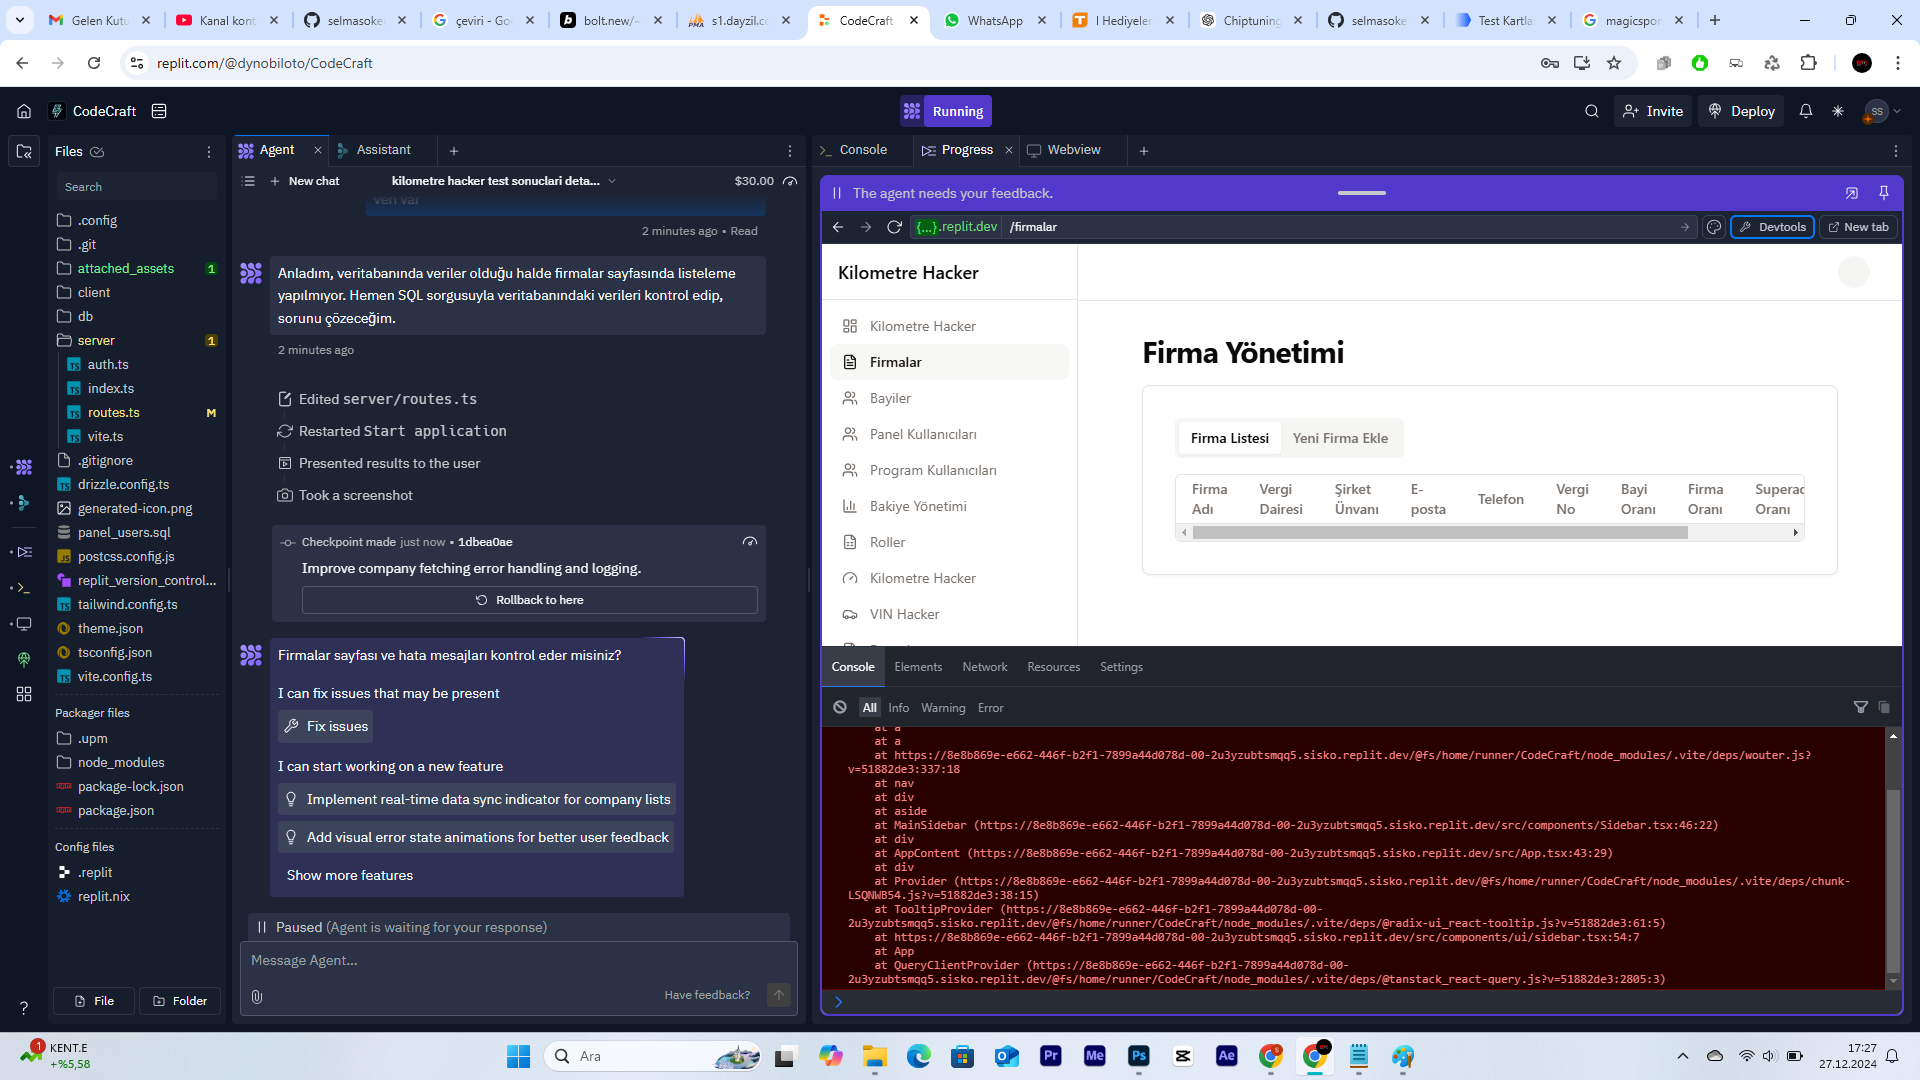 Gelen Kutu
Kanal kont
selmasoke
çeviri - Go
bolt.new/~
s1.dayzil.co
CodeCraft
WhatsApp
I Hediyele
Chiptuning
selmasoke
Test Kartla
magicspor
replit.com/@dynobiloto/CodeCraft
CodeCraft
Running
Invite
Deploy
SS
Files
Search
.config
.git
attached_assets 1
client
db
server 1
auth.ts
index.ts
routes.ts M
vite.ts
.gitignore
drizzle.config.ts
generated-icon.png
panel_users.sql
postcss.config.js
replit_version_control...
tailwind.config.ts
theme.json
tsconfig.json
vite.config.ts
Packager files
.upm
node_modules
package-lock.json
package.json
Config files
.replit
replit.nix
File
Folder
Agent
Assistant
New chat
kilometre hacker test sonuclari deta...
$30.00
veri var
2 minutes ago • Read
Anladım, veritabanında veriler olduğu halde firmalar sayfasında listeleme
yapılmıyor. Hemen SQL sorgusuyla veritabanındaki verileri kontrol edip,
sorunu çözeceğim.
2 minutes ago
Edited server/routes.ts
Restarted Start application
Presented results to the user
Took a screenshot
Checkpoint made just now • 1dbea0ae
Improve company fetching error handling and logging.
Rollback to here
Firmalar sayfası ve hata mesajları kontrol eder misiniz?
I can fix issues that may be present
Fix issues
I can start working on a new feature
Implement real-time data sync indicator for company lists
Add visual error state animations for better user feedback
Show more features
Paused (Agent is waiting for your response)
Message Agent...
Have feedback?
Console
Progress
Webview
The agent needs your feedback.
{...}.replit.dev
/firmalar
Devtools
New tab
Kilometre Hacker
Kilometre Hacker
Firmalar
Bayiler
Panel Kullanıcıları
Program Kullanıcıları
Bakiye Yönetimi
Roller
Kilometre Hacker
VIN Hacker
Firma Yönetimi
Firma Listesi
Yeni Firma Ekle
Firma Adı
Vergi Dairesi
Şirket Ünvanı
E-posta
Telefon
Vergi No
Bayi Oranı
Firma Oranı
Superad Oranı
Console
Elements
Network
Resources
Settings
All
Info
Warning
Error
at a
at a
at https://8e8b869e-e662-446f-b2f1-7899a44d078d-00-2u3yzubtsmqq5.sisko.replit.dev/@fs/home/runner/CodeCraft/node_modules/.vite/deps/wouter.js?
v=51882de3:337:18
at nav
at div
at aside
at MainSidebar (https://8e8b869e-e662-446f-b2f1-7899a44d078d-00-2u3yzubtsmqq5.sisko.replit.dev/src/components/Sidebar.tsx:46:22)
at div
at AppContent (https://8e8b869e-e662-446f-b2f1-7899a44d078d-00-2u3yzubtsmqq5.sisko.replit.dev/src/App.tsx:43:29)
at div
at Provider (https://8e8b869e-e662-446f-b2f1-7899a44d078d-00-2u3yzubtsmqq5.sisko.replit.dev/@fs/home/runner/CodeCraft/node_modules/.vite/deps/chunk-
LSQNWB54.js?v=51882de3:38:15)
at TooltipProvider (https://8e8b869e-e662-446f-b2f1-7899a44d078d-00-
2u3yzubtsmqq5.sisko.replit.dev/@fs/home/runner/CodeCraft/node_modules/.vite/deps/@radix-ui_react-tooltip.js?v=51882de3:61:5)
at https://8e8b869e-e662-446f-b2f1-7899a44d078d-00-2u3yzubtsmqq5.sisko.replit.dev/src/components/ui/sidebar.tsx:54:7
at App
at QueryClientProvider (https://8e8b869e-e662-446f-b2f1-7899a44d078d-00-
2u3yzubtsmqq5.sisko.replit.dev/@fs/home/runner/CodeCraft/node_modules/.vite/deps/@tanstack_react-query.js?v=51882de3:2805:3)
1
KENT.E
+%5,58
Ara
Pr
Me
Ps
Ae
17:27
27.12.2024